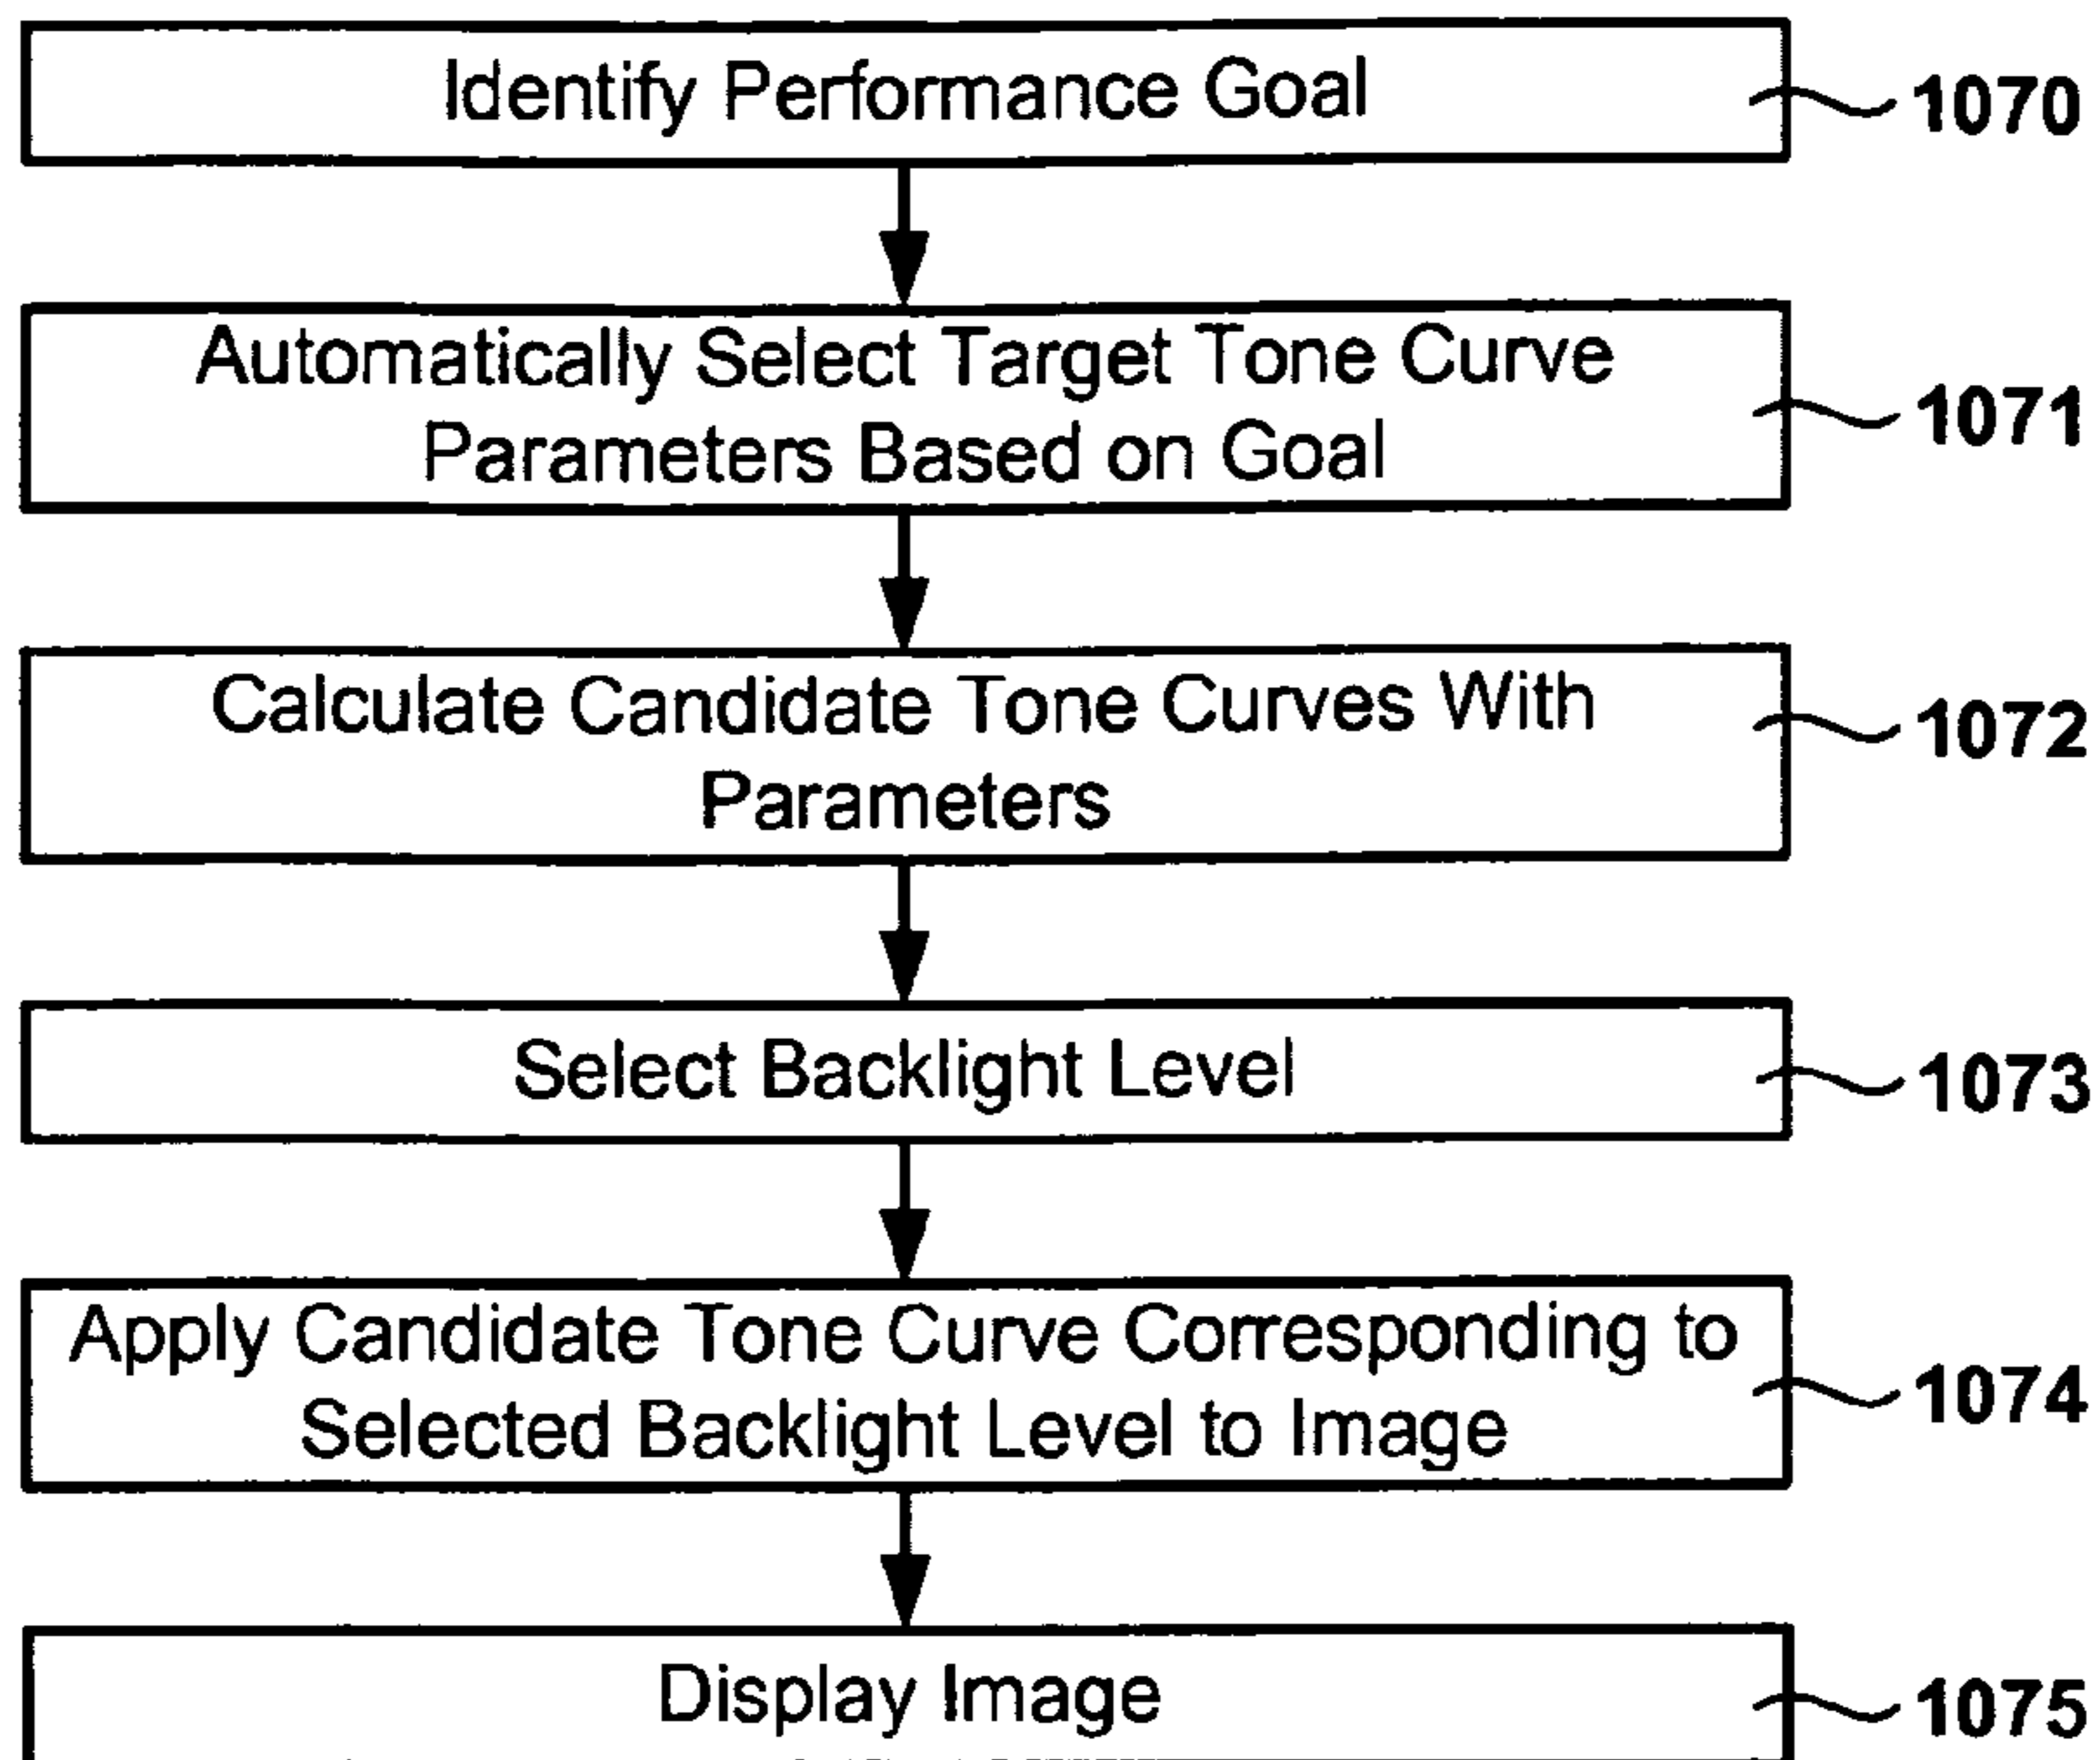 Identify Performance Goal
1070
Automatically Select Target Tone Curve
Parameters Based on Goal
1071
Calculate Candidate Tone Curves With
Parameters
1072
Select Backlight Level
1073
Apply Candidate Tone Curve Corresponding to
Selected Backlight Level to Image
1074
Display Image
1075